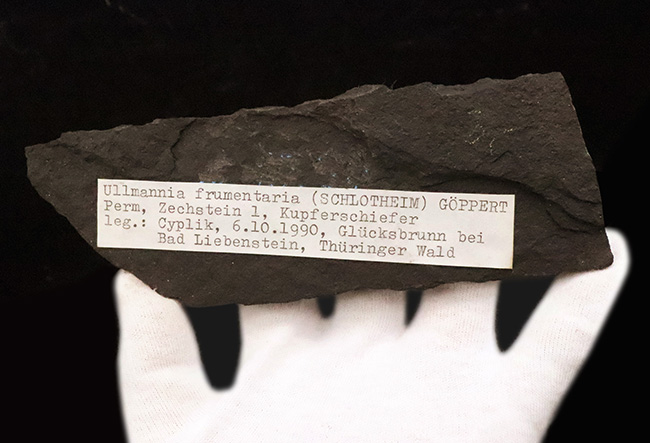 Ullmannia frumentaria (SCHLOTHEIM) GÖPPERT
Perm, Zechstein 1, Kupferschiefer
leg.: Cyplik, 6.10.1990, Glücksbrunn bei
Bad Liebenstein, Thüringer Wald